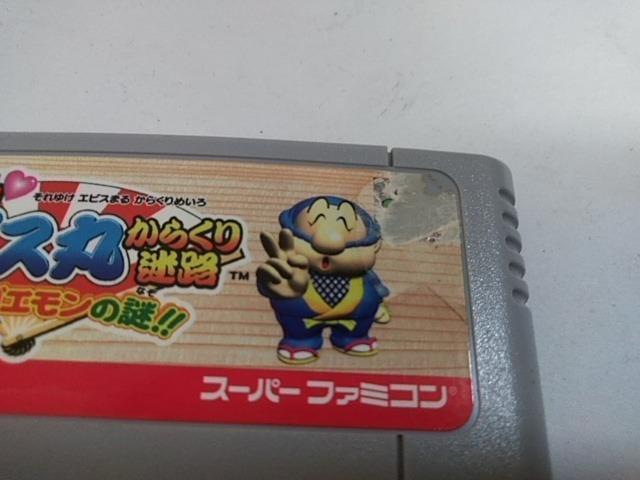 それゆけ エビスまる からくりめいろ
ス丸 からくり迷路 TM
エモンの謎!!
なぞ
スーパーファミコン®